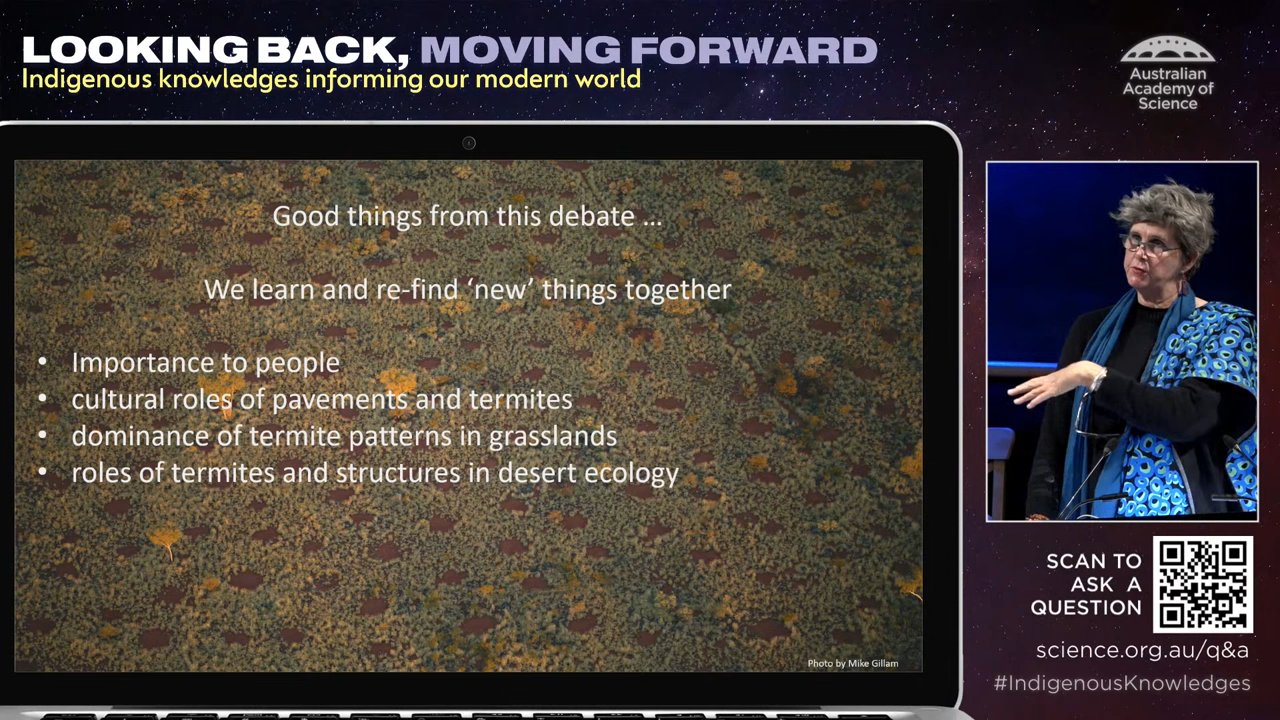 LOOKING BACK, MOVING FORWARD
Indigenous knowledges informing our modern world
Australian
Academy of
Science
Good things from this debate ...
We learn and re-find ‘new’ things together
• Importance to people
• cultural roles of pavements and termites
• dominance of termite patterns in grasslands
• roles of termites and structures in desert ecology
Photo by Mike Gillam
SCAN TO
ASK A
QUESTION
science.org.au/q&a
#IndigenousKnowledges